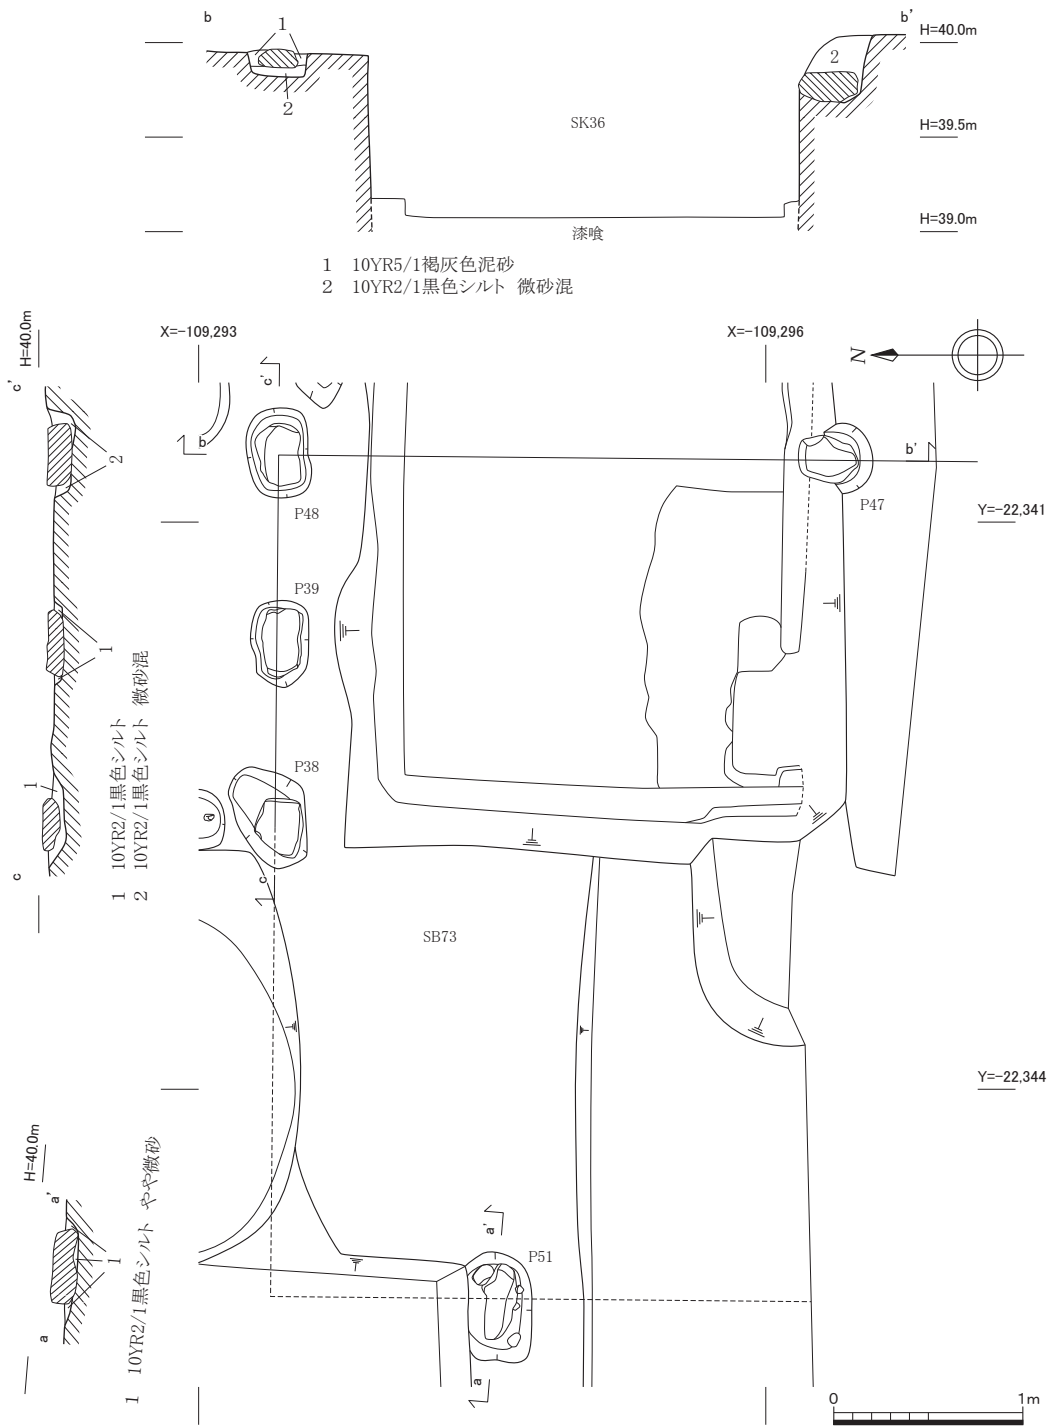 b
1
2
SK36
2
b'
H=40.0m
H=39.5m
H=39.0m
漆喰
1 10YR5/1褐灰色泥砂
2 10YR2/1黒色シルト 微砂混
X=-109,293
X=-109,296
N
H=40.0m
c'
2
1
1
c
1 10YR2/1黒色シルト
2 10YR2/1黒色シルト 微砂混
c'
b
b'
P48
P47
Y=-22,341
P39
P38
c
SB73
Y=-22,344
H=40.0m
a'
1
a
1 10YR2/1黒色シルト やや微砂
a'
P51
a
0
1m